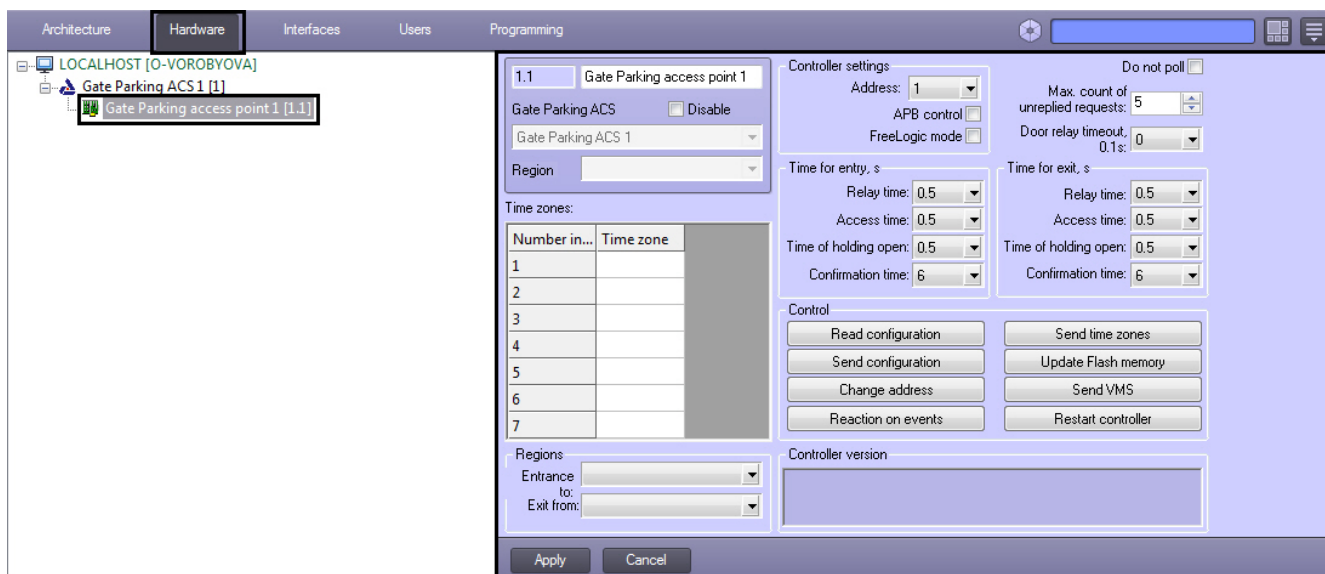 Architecture Hardware Interfaces Users Programming
LOCALHOST [O-VOROBYOVA]
Gate Parking ACS 1 [1]
Gate Parking access point 1 [1.1]
1.1 Gate Parking access point 1
Gate Parking ACS Disable
Gate Parking ACS 1
Region
Time zones:
Number in... Time zone
1
2
3
4
5
6
7
Regions
Entrance
to:
Exit from:
Controller settings
Address: 1
APB control
FreeLogic mode
Do not poll
Max. count of
unreplied requests: 5
Door relay timeout,
0.1s: 0
Time for entry, s
Relay time: 0.5
Access time: 0.5
Time of holding open: 0.5
Confirmation time: 6
Time for exit, s
Relay time: 0.5
Access time: 0.5
Time of holding open: 0.5
Confirmation time: 6
Control
Read configuration Send time zones
Send configuration Update Flash memory
Change address Send VMS
Reaction on events Restart controller
Controller version
Apply Cancel